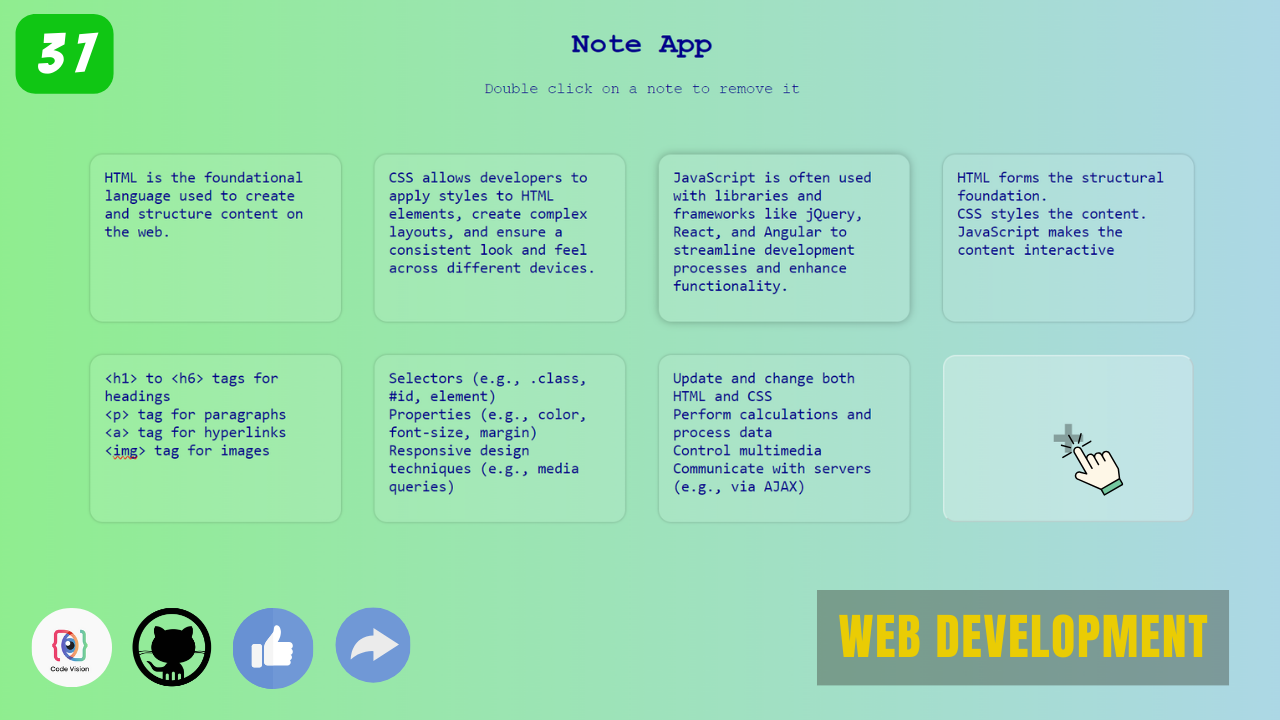 37
Note App
Double click on a note to remove it
HTML is the foundational
language used to create
and structure content on
the web.
CSS allows developers to
apply styles to HTML
elements, create complex
layouts, and ensure a
consistent look and feel
across different devices.
JavaScript is often used
with libraries and
frameworks like jQuery,
React, and Angular to
streamline development
processes and enhance
functionality.
HTML forms the structural
foundation.
CSS styles the content.
JavaScript makes the
content interactive
<h1> to <h6> tags for
headings
<p> tag for paragraphs
<a> tag for hyperlinks
<img> tag for images
Selectors (e.g., .class,
#id, element)
Properties (e.g., color,
font-size, margin)
Responsive design
techniques (e.g., media
queries)
Update and change both
HTML and CSS
Perform calculations and
process data
Control multimedia
Communicate with servers
(e.g., via AJAX)
Code Vision
WEB DEVELOPMENT